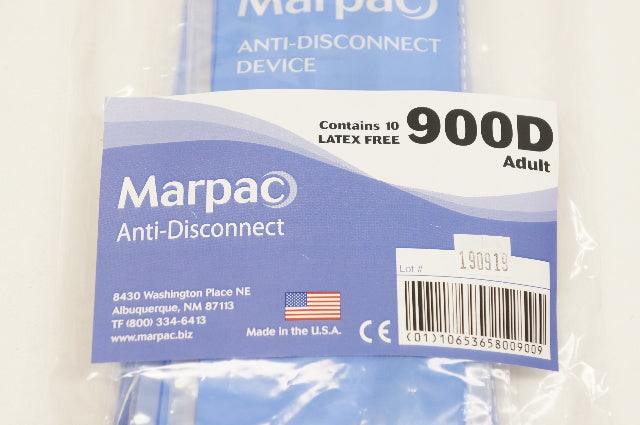 Marpac
ANTI-DISCONNECT
DEVICE
Contains 10
LATEX FREE
900D
Adult
Marpac
Anti-Disconnect
8430 Washington Place NE
Albuquerque, NM 87113
TF (800) 334-6413
www.marpac.biz
Made in the U.S.A.
CE
Lot #
190919
(01)10653658009009